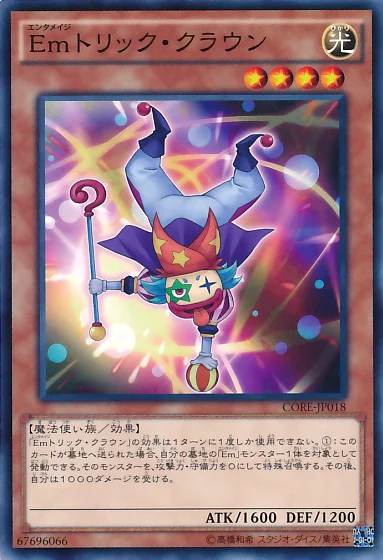 エンタメイジ
Emトリック・クラウン
ひかり
光
CORE-JP018
【魔法使い族／効果】
「Emトリック・クラウン」の効果は1ターンに1度しか使用できない。①：この
カードが墓地へ送られた場合、自分の墓地の「Em」モンスター1体を対象として
発動できる。そのモンスターを、攻撃力・守備力を0にして特殊召喚する。その後、
自分は1000ダメージを受ける。
ATK/1600 DEF/1200
67696066
©高橋和希 スタジオ・ダイス/集英社